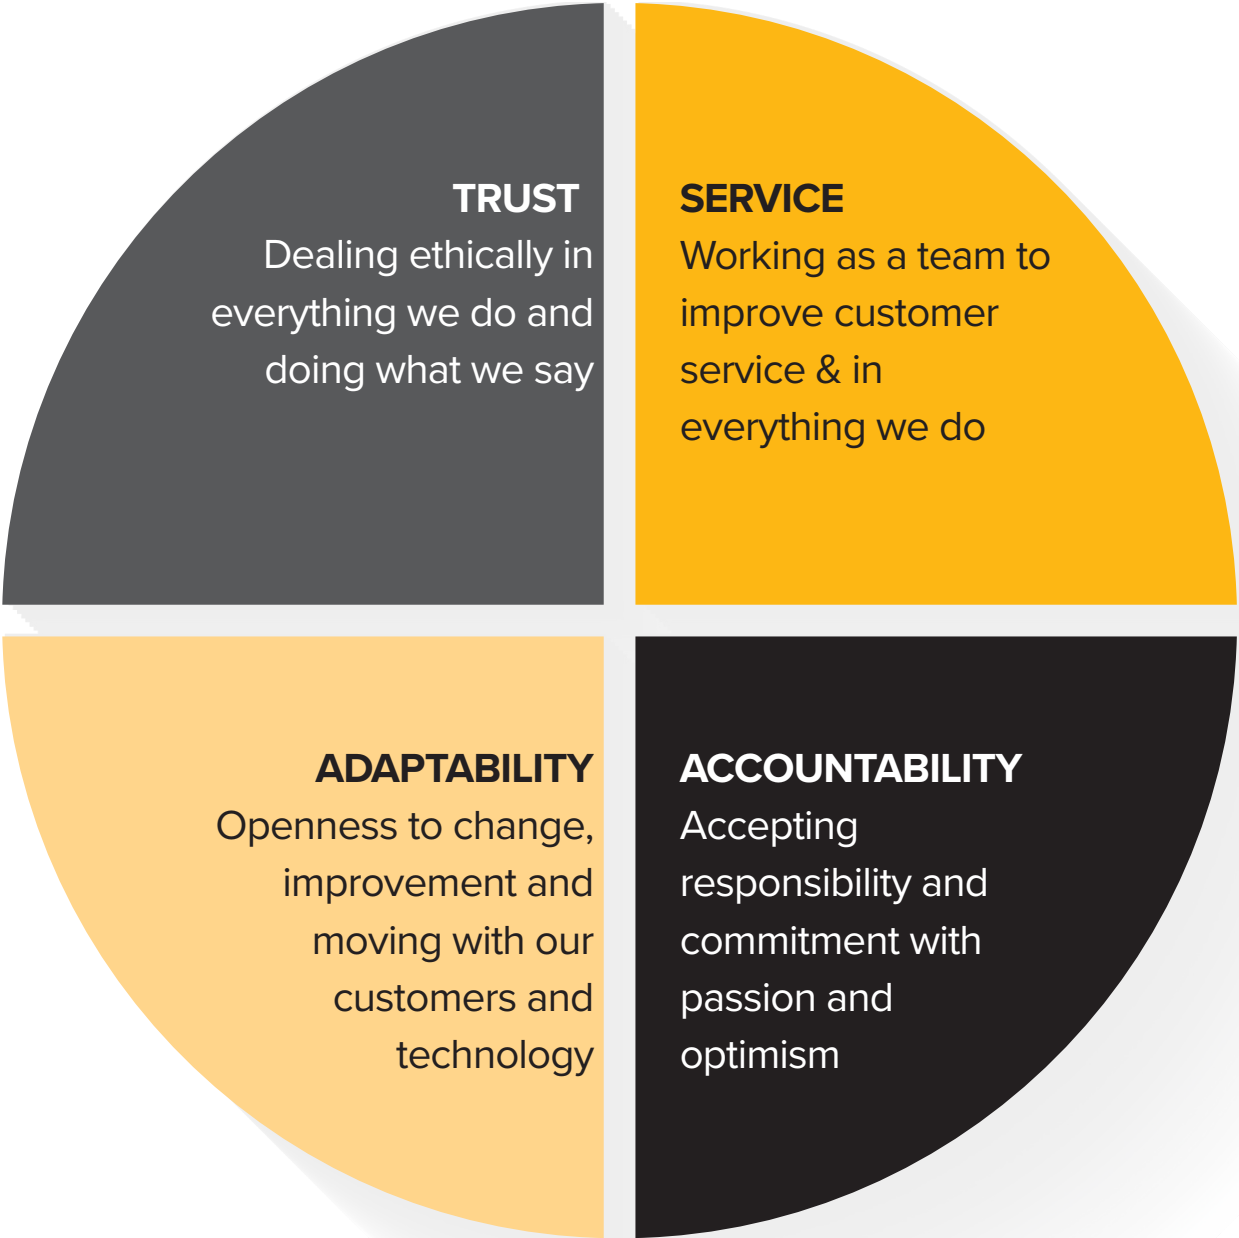 TRUST
Dealing ethically in
everything we do and
doing what we say
SERVICE
Working as a team to
improve customer
service & in
everything we do
ADAPTABILITY
Openness to change,
improvement and
moving with our
customers and
technology
ACCOUNTABILITY
Accepting
responsibility and
commitment with
passion and
optimism